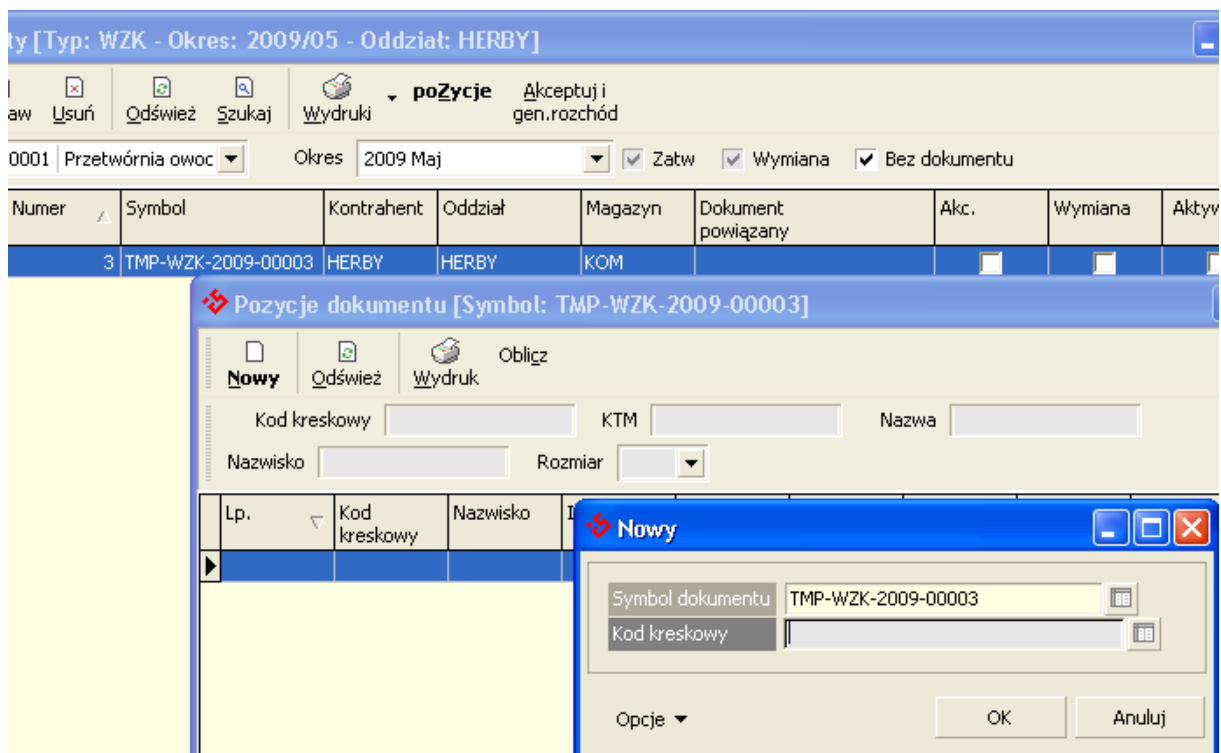 ty [Typ: WZK - Okres: 2009/05 - Oddział: HERBY]
aw Usuń Odśwież Szukaj Wydruki poZycje Akceptuj i gen.rozchód
0001 Przetwórnia owoc Okres 2009 Maj Zatw Wymiana Bez dokumentu
Numer Symbol Kontrahent Oddział Magazyn Dokument powiązany Akc. Wymiana Aktyw
3 TMP-WZK-2009-00003 HERBY HERBY KOM
Pozycje dokumentu [Symbol: TMP-WZK-2009-00003]
Nowy Odśwież Wydruk Oblicz
Kod kreskowy KTM Nazwa
Nazwisko Rozmiar
Lp. Kod kreskowy Nazwisko
Nowy
Symbol dokumentu TMP-WZK-2009-00003
Kod kreskowy
Opcje OK Anuluj